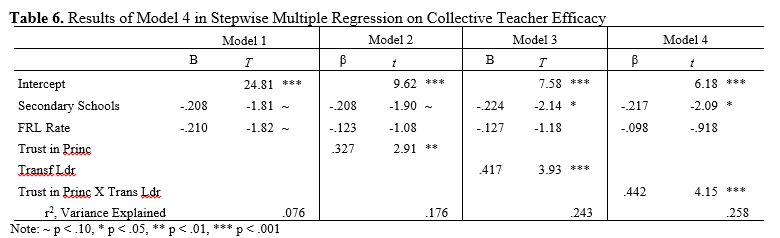 Table 6. Results of Model 4 in Stepwise Multiple Regression on Collective Teacher Efficacy
Model 1 Model 2 Model 3 Model 4
B T β t B T β t
Intercept 24.81 *** 9.62 *** 7.58 *** 6.18 ***
Secondary Schools -.208 -1.81 ~ -.208 -1.90 ~ -.224 -2.14 * -.217 -2.09 *
FRL Rate -.210 -1.82 ~ -.123 -1.08 -.127 -1.18 -.098 -.918
Trust in Princ .327 2.91 **
Transf Ldr .417 3.93 ***
Trust in Princ X Trans Ldr .442 4.15 ***
r², Variance Explained .076 .176 .243 .258
Note: ~ p < .10, * p < .05, ** p < .01, *** p < .001